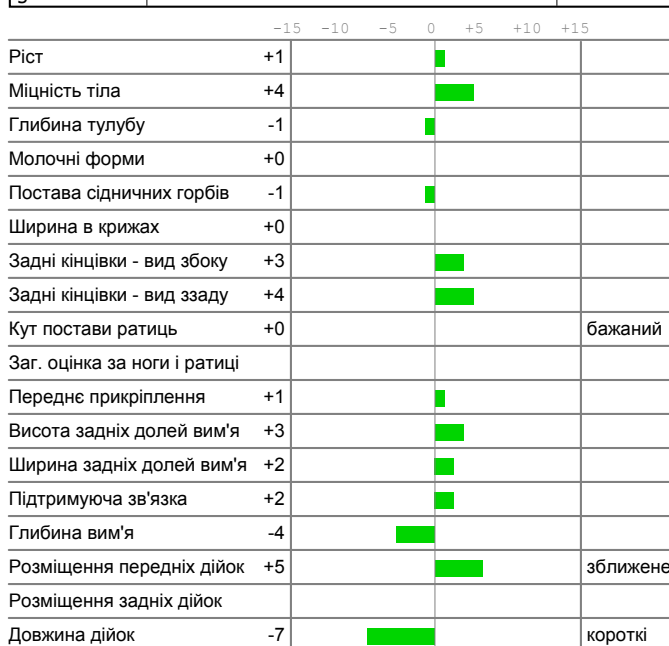 -15 -10 -5 0 +5 +10 +15
Ріст +1
Міцність тіла +4
Глибина тулубу -1
Молочні форми +0
Постава сідничних горбів -1
Ширина в крижах +0
Задні кінцівки - вид збоку +3
Задні кінцівки - вид ззаду +4
Кут постави ратиць +0 бажаний
Заг. оцінка за ноги і ратиці
Переднє прикріплення +1
Висота задніх долей вим'я +3
Ширина задніх долей вим'я +2
Підтримуюча зв'язка +2
Глибина вим'я -4
Розміщення передніх дійок +5 зближене
Розміщення задніх дійок
Довжина дійок -7 короткі